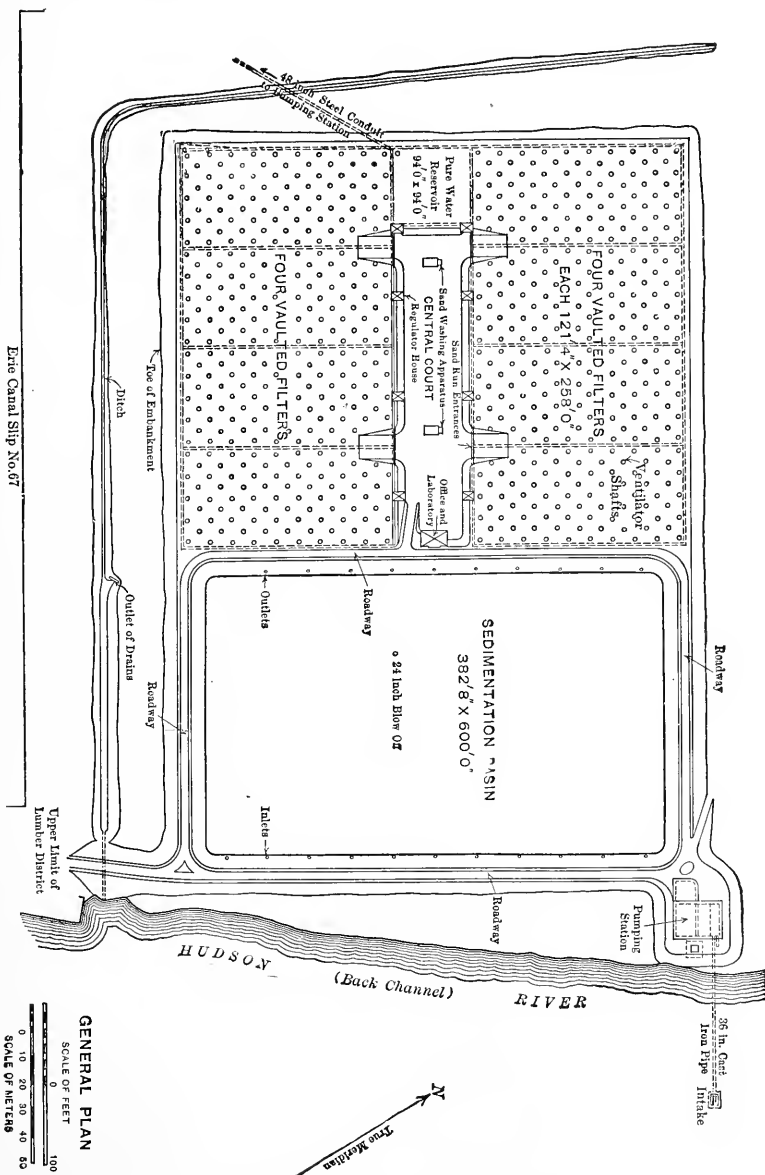 48 inch Steel Conduit
to Pumping Station
Pure Water
Reservoir
94'0" x 94'0"
FOUR VAULTED FILTERS
EACH 121'4" X 258'0"
Ventilator
Shafts
FOUR VAULTED FILTERS
Sand Run Entrances
Sand Washing Apparatus
CENTRAL COURT
Regulator House
Office and
Laboratory
Toe of Embankment
Ditch
Erie Canal Slip No.67
Outlet of Drains
Roadway
Roadway
Roadway
Outlets
SEDIMENTATION BASIN
382'8" X 600'0"
24 Inch Blow Off
Inlets
Roadway
Upper Limit of
Lumber District
Pumping
Station
HUDSON (Back Channel) RIVER
36 in. Cast
Iron Pipe
Intake
N
True Meridian
GENERAL PLAN
SCALE OF FEET
0 100
0 10 20 30 40 50
SCALE OF METERS